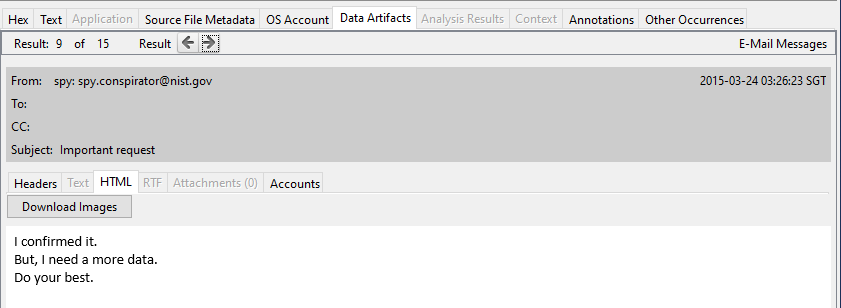 Hex Text Application Source File Metadata OS Account Data Artifacts Analysis Results Context Annotations Other Occurrences
Result: 9 of 15 Result E-Mail Messages
From: spy: spy.conspirator@nist.gov 2015-03-24 03:26:23 SGT
To:
CC:
Subject: Important request
Headers Text HTML RTF Attachments (0) Accounts
Download Images
I confirmed it.
But, I need a more data.
Do your best.